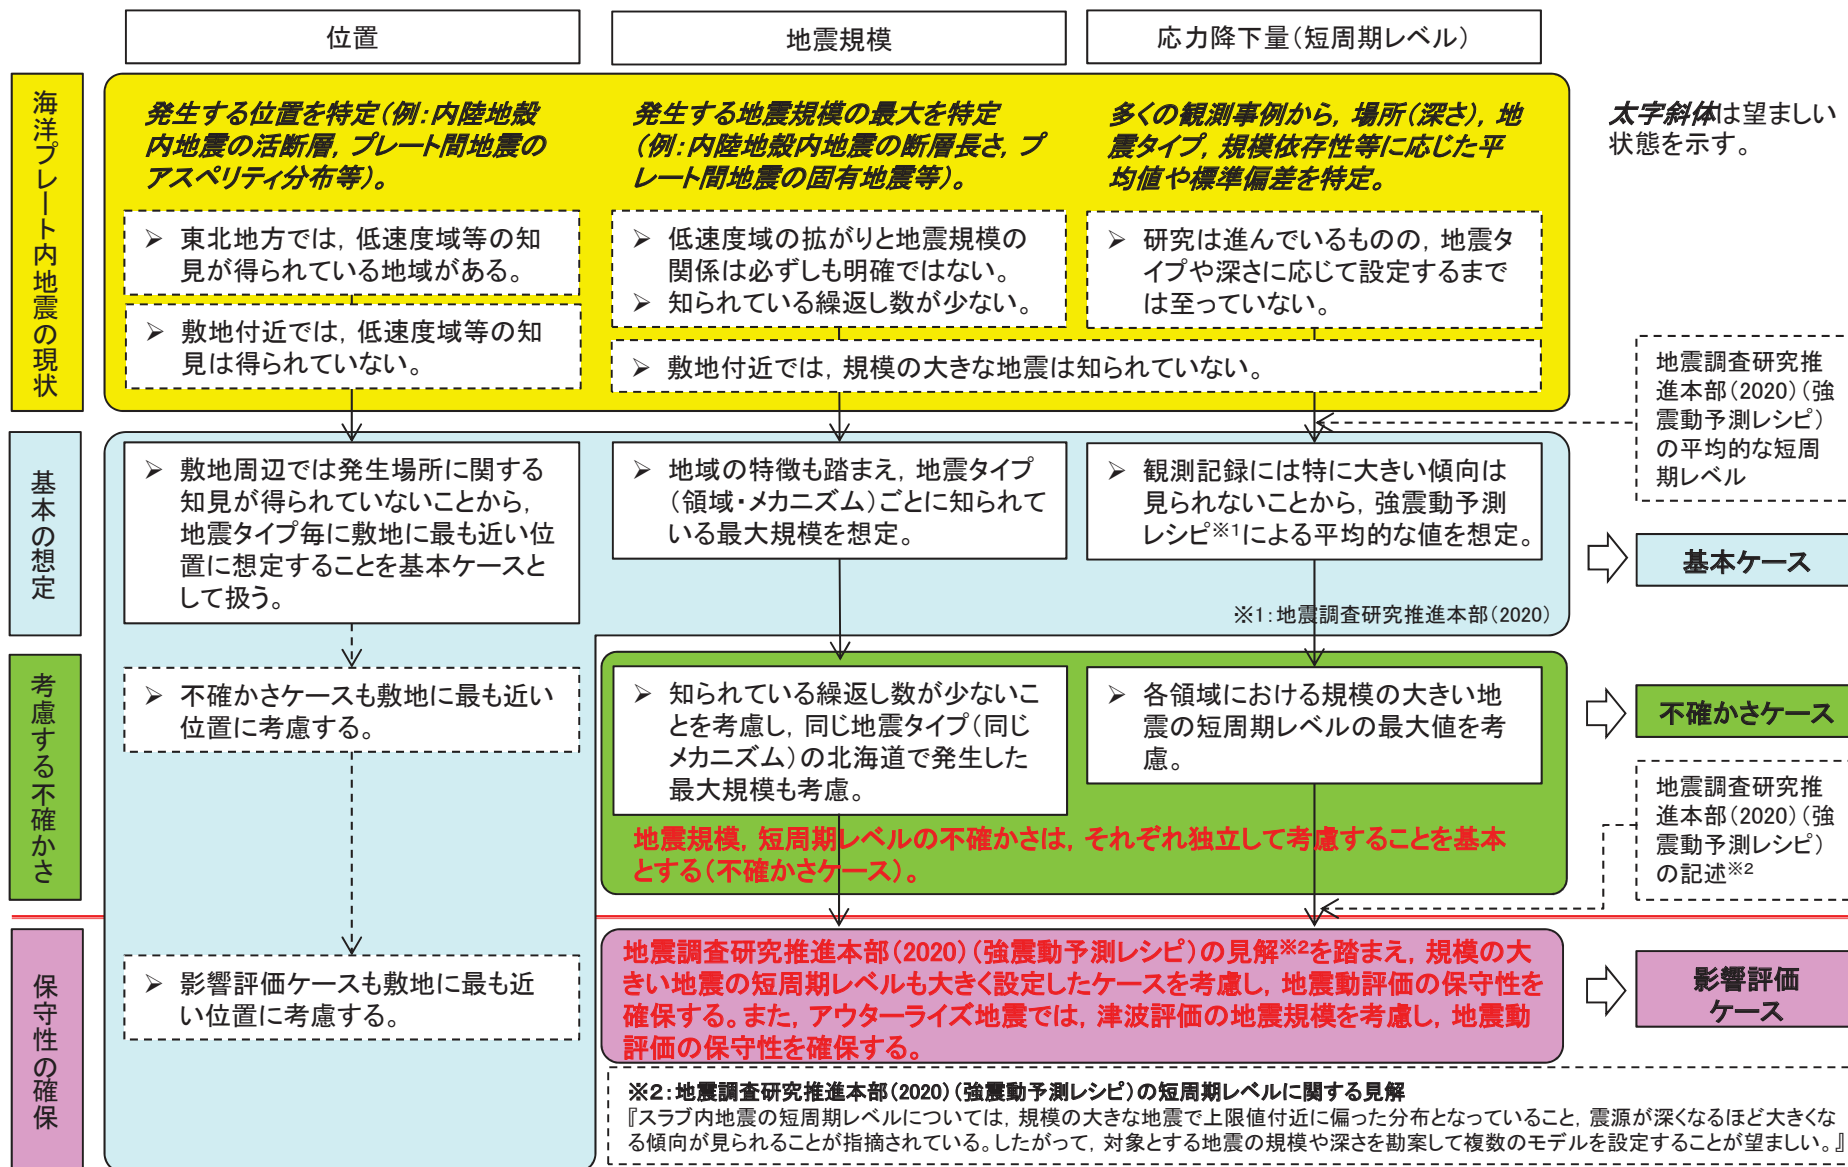 位置
地震規模
応力降下量(短周期レベル)
海洋プレート内地震の現状
発生する位置を特定(例:内陸地殻
内地震の活断層, プレート間地震の
アスペリティ分布等)。
発生する地震規模の最大を特定
(例:内陸地殻内地震の断層長さ, プ
レート間地震の固有地震等)。
多くの観測事例から, 場所(深さ), 地
震タイプ, 規模依存性等に応じた平
均値や標準偏差を特定。
太字斜体は望ましい
状態を示す。
➢ 東北地方では, 低速度域等の知
見が得られている地域がある。
➢ 敷地付近では, 低速度域等の知
見は得られていない。
➢ 低速度域の拡がりと地震規模の
関係は必ずしも明確ではない。
➢ 知られている繰返し数が少ない。
➢ 研究は進んでいるものの, 地震タ
イプや深さに応じて設定するまで
は至っていない。
➢ 敷地付近では, 規模の大きな地震は知られていない。
地震調査研究推
進本部(2020)(強
震動予測レシピ)
の平均的な短周
期レベル
基本の想定
➢ 敷地周辺では発生場所に関する
知見が得られていないことから,
地震タイプ毎に敷地に最も近い位
置に想定することを基本ケースと
して扱う。
➢ 地域の特徴も踏まえ, 地震タイプ
(領域・メカニズム)ごとに知られて
いる最大規模を想定。
➢ 観測記録には特に大きい傾向は
見られないことから, 強震動予測
レシピ※1による平均的な値を想定。
※1:地震調査研究推進本部(2020)
基本ケース
考慮する不確かさ
➢ 不確かさケースも敷地に最も近い
位置に考慮する。
➢ 知られている繰返し数が少ないこ
とを考慮し, 同じ地震タイプ(同じ
メカニズム)の北海道で発生した
最大規模も考慮。
➢ 各領域における規模の大きい地
震の短周期レベルの最大値を考
慮。
地震規模, 短周期レベルの不確かさは, それぞれ独立して考慮することを基本
とする(不確かさケース)。
不確かさケース
地震調査研究推
進本部(2020)(強
震動予測レシピ)
の記述※2
保守性の確保
➢ 影響評価ケースも敷地に最も近
い位置に考慮する。
地震調査研究推進本部(2020)(強震動予測レシピ)の見解※2を踏まえ, 規模の大
きい地震の短周期レベルも大きく設定したケースを考慮し, 地震動評価の保守性を
確保する。また, アウターライズ地震では, 津波評価の地震規模を考慮し, 地震動
評価の保守性を確保する。
影響評価
ケース
※2:地震調査研究推進本部(2020)(強震動予測レシピ)の短周期レベルに関する見解
『スラブ内地震の短周期レベルについては, 規模の大きな地震で上限値付近に偏った分布となっていること, 震源が深くなるほど大きくな
る傾向が見られることが指摘されている。したがって, 対象とする地震の規模や深さを勘案して複数のモデルを設定することが望ましい。』